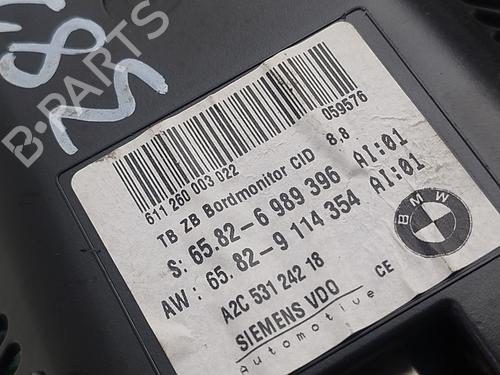 611 260 003 022
059576
TB ZB Bordmonitor CID 8.8
S: 65.82-6 989 396 AI:01
AW: 65.82-9 114 354 AI:01
A2C 531 242 18
SIEMENS VDO CE
Automotive
BMW
B-PARTS